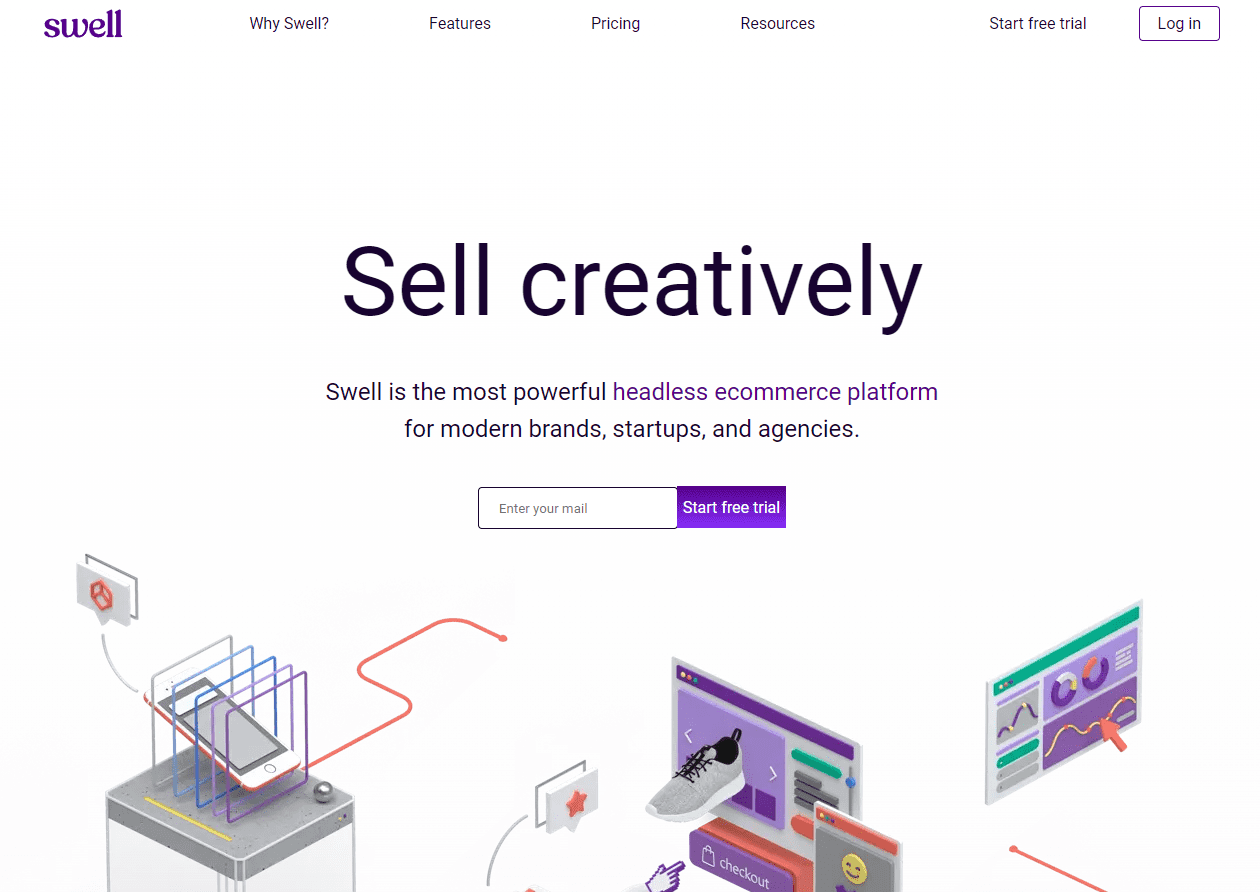 swell
Why Swell?
Features
Pricing
Resources
Start free trial
Log in
Sell creatively
Swell is the most powerful headless ecommerce platform
for modern brands, startups, and agencies.
Enter your mail
Start free trial
checkout